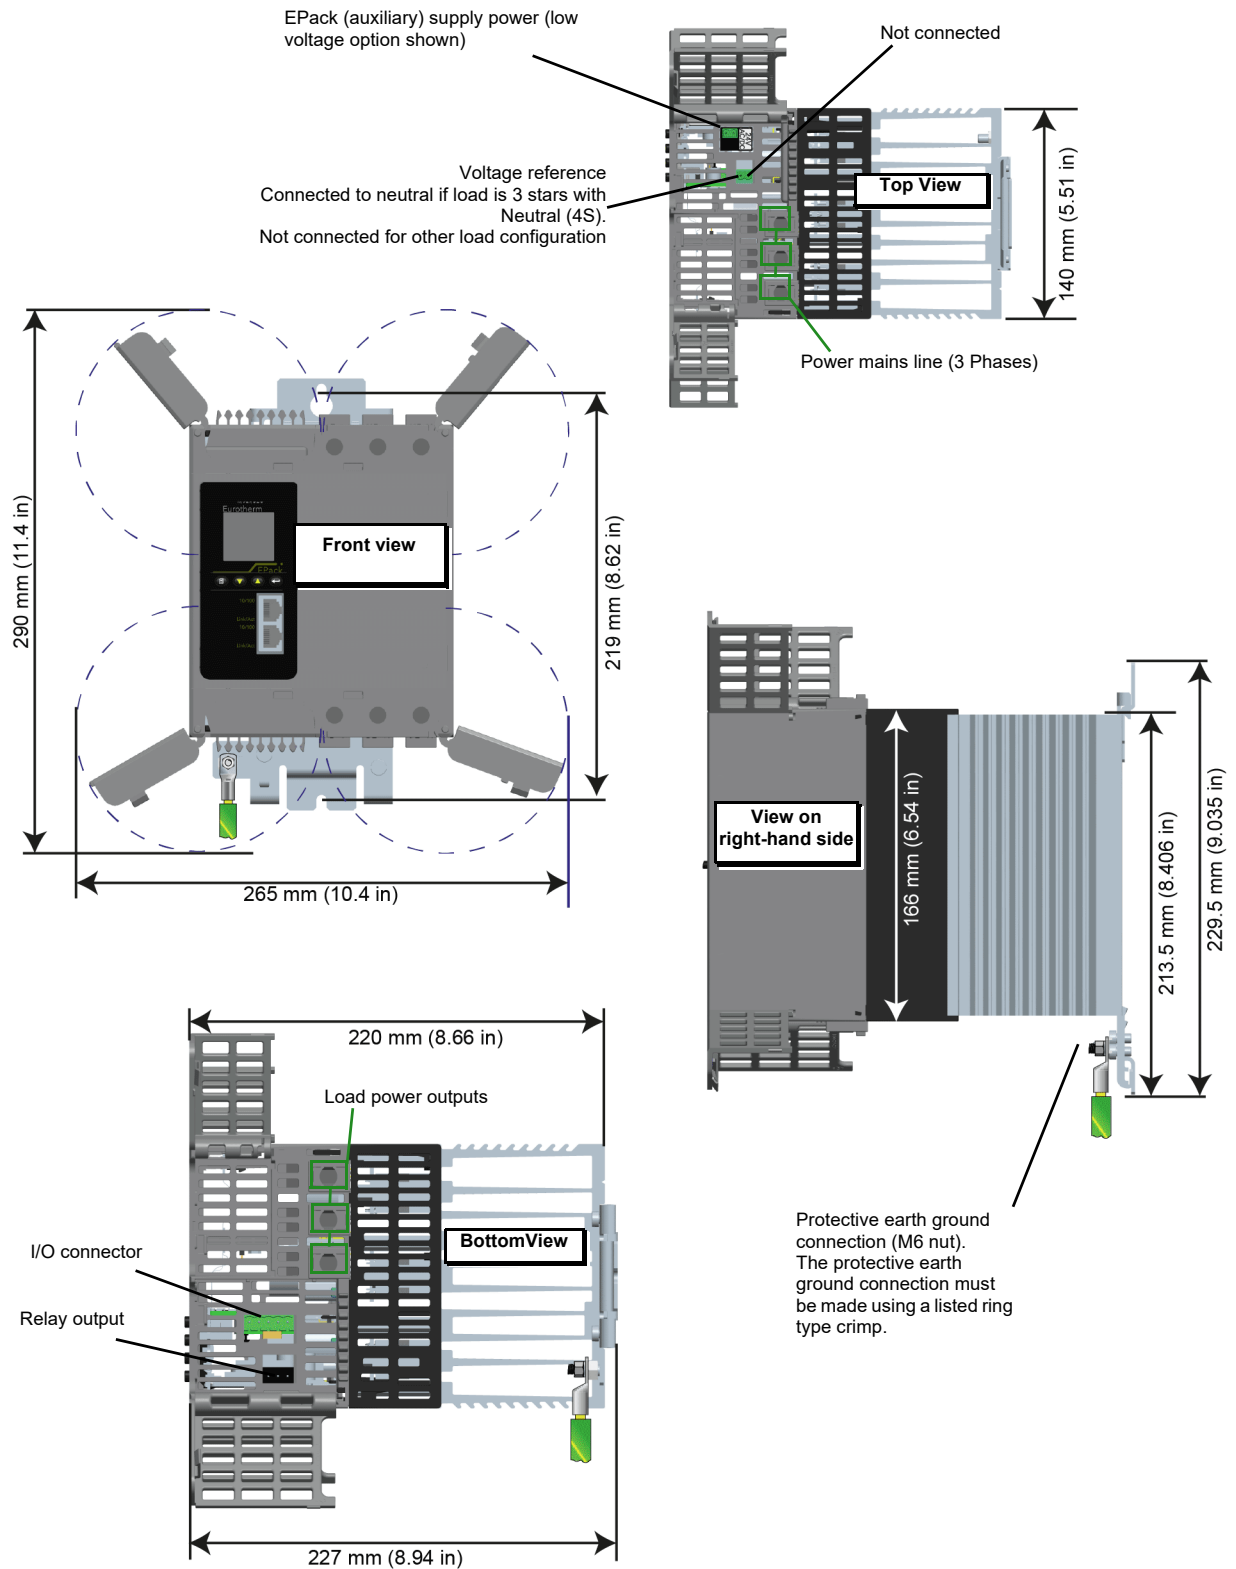 EPack (auxiliary) supply power (low
voltage option shown)
Not connected
Voltage reference
Connected to neutral if load is 3 stars with
Neutral (4S).
Not connected for other load configuration
Top View
140 mm (5.51 in)
Power mains line (3 Phases)
290 mm (11.4 in)
Eurotherm
EPack
10/100
10/100
Front view
219 mm (8.62 in)
265 mm (10.4 in)
View on
right-hand side
166 mm (6.54 in)
213.5 mm (8.406 in)
229.5 mm (9.035 in)
220 mm (8.66 in)
Load power outputs
I/O connector
Relay output
BottomView
Protective earth ground
connection (M6 nut).
The protective earth
ground connection must
be made using a listed ring
type crimp.
227 mm (8.94 in)